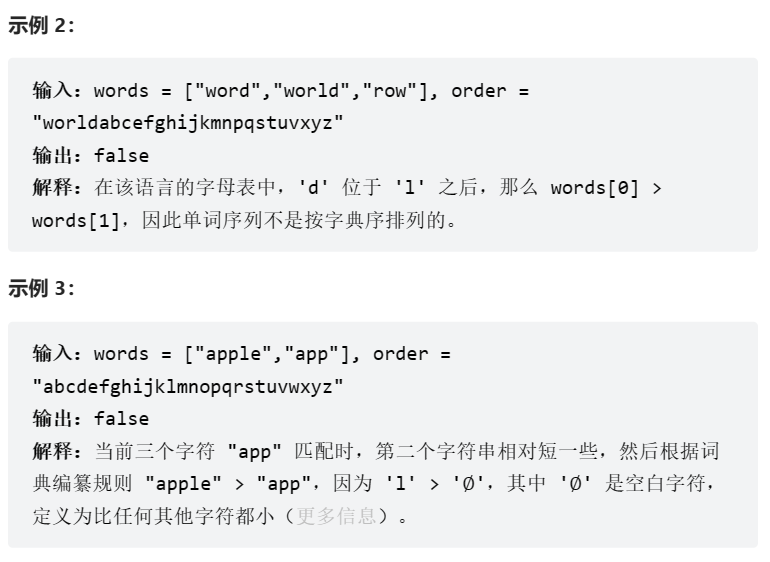 示例 2：
输入：words = ["word","world","row"], order =
"worldabcefghijkmnpqstuvxyz"
输出：false
解释：在该语言的字母表中，'d' 位于 'l' 之后，那么 words[0] >
words[1]，因此单词序列不是按字典序排列的。
示例 3：
输入：words = ["apple","app"], order =
"abcdefghijklmnopqrstuvwxyz"
输出：false
解释：当前三个字符 "app" 匹配时，第二个字符串相对短一些，然后根据词
典编纂规则 "apple" > "app"，因为 'l' > '∅'，其中 '∅' 是空白字符，
定义为比任何其他字符都小（更多信息）。